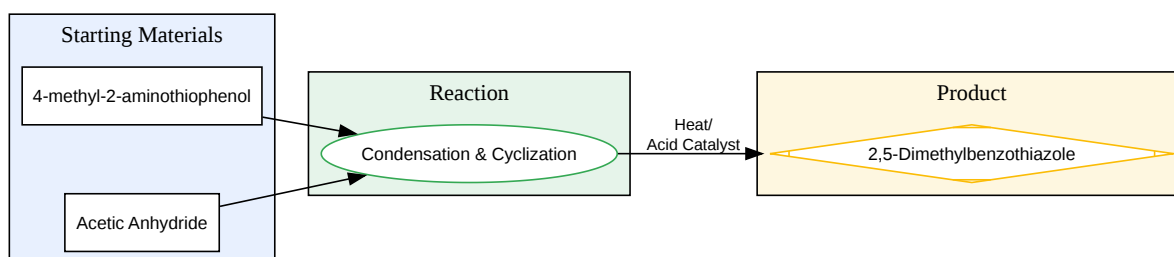 Starting Materials
4-methyl-2-aminothiophenol
Acetic Anhydride
Reaction
Condensation & Cyclization
Heat/
Acid Catalyst
Product
2,5-Dimethylbenzothiazole